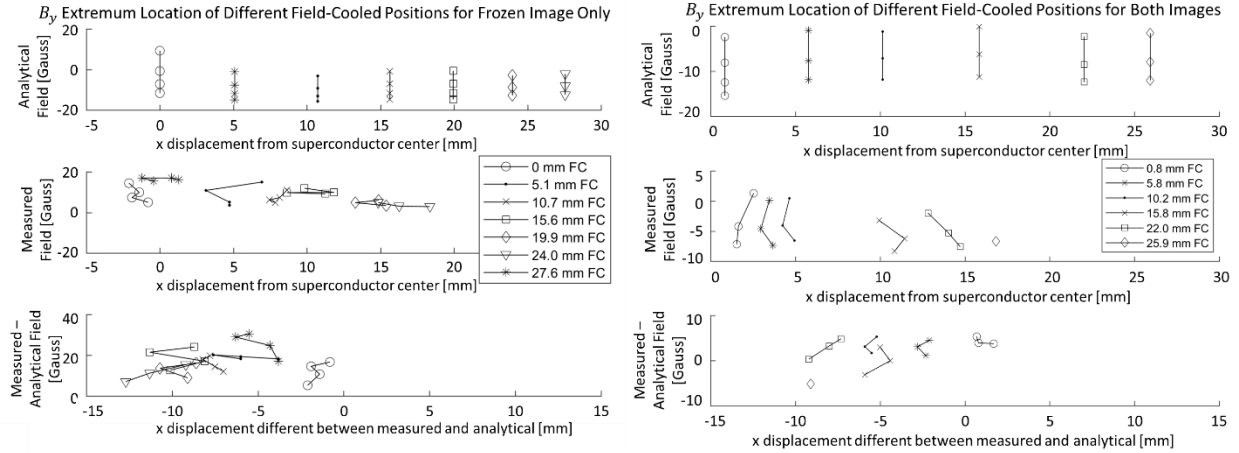 B_y Extremum Location of Different Field-Cooled Positions for Frozen Image Only
Analytical
Field [Gauss]
20
0
-20
-5 0 5 10 15 20 25 30
x displacement from superconductor center [mm]
Measured
Field [Gauss]
20
0
-20
-5 0 5 10 15 20
x displacement from superconductor center [mm]
0 mm FC
5.1 mm FC
10.7 mm FC
15.6 mm FC
19.9 mm FC
24.0 mm FC
27.6 mm FC
Measured –
Analytical Field
[Gauss]
40
20
0
-15 -10 -5 0 5 10 15
x displacement different between measured and analytical [mm]
B_y Extremum Location of Different Field-Cooled Positions for Both Images
Analytical
Field [Gauss]
0
-10
-20
0 5 10 15 20 25 30
x displacement from superconductor center [mm]
Measured
Field [Gauss]
5
0
-5
-10
0 5 10 15 20 25 30
x displacement from superconductor center [mm]
0.8 mm FC
5.8 mm FC
10.2 mm FC
15.8 mm FC
22.0 mm FC
25.9 mm FC
Measured –
Analytical Field
[Gauss]
10
0
-10
-15 -10 -5 0 5 10 15
x displacement different between measured and analytical [mm]